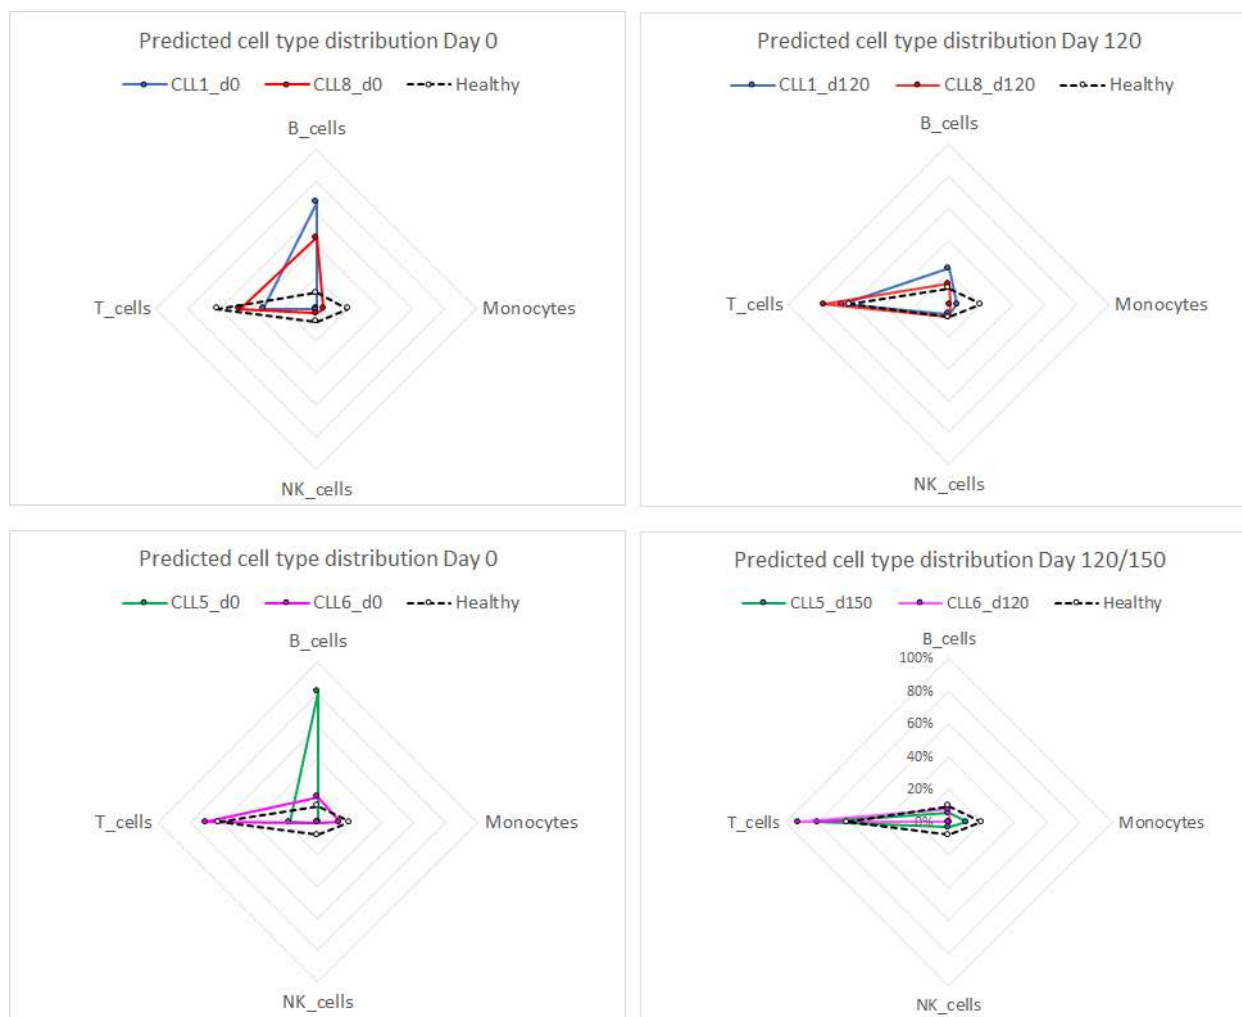 Predicted cell type distribution Day 0
CLL1_d0 CLL8_d0 Healthy
B_cells
T_cells
Monocytes
NK_cells
Predicted cell type distribution Day 120
CLL1_d120 CLL8_d120 Healthy
B_cells
T_cells
Monocytes
NK_cells
Predicted cell type distribution Day 0
CLL5_d0 CLL6_d0 Healthy
B_cells
T_cells
Monocytes
NK_cells
Predicted cell type distribution Day 120/150
CLL5_d150 CLL6_d120 Healthy
B_cells
100%
80%
60%
40%
20%
0%
T_cells
Monocytes
NK_cells